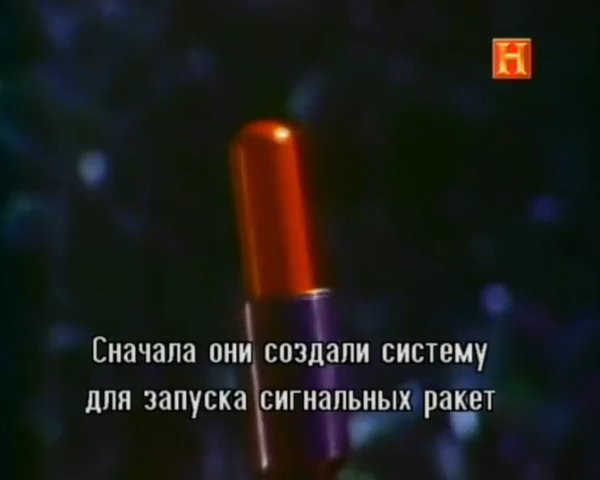 H
Сначала они создали систему
для запуска сигнальных ракет